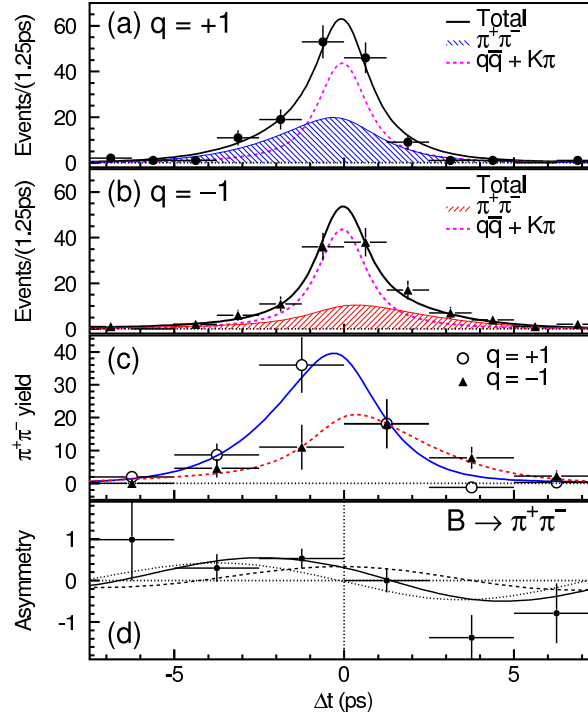 (a) q = +1
Total
π⁺π⁻
qq̅ + Kπ
Events/(1.25ps)
60
40
20
0
(b) q = −1
Total
π⁺π⁻
qq̅ + Kπ
Events/(1.25ps)
60
40
20
0
(c)
q = +1
q = −1
π⁺π⁻ yield
40
30
20
10
0
B → π⁺π⁻
Asymmetry
1
0
-1
(d)
-5 0 5
Δt (ps)